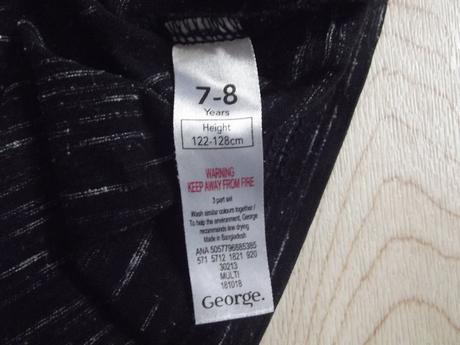 7-8
Years
Height
122-128cm
WARNING
KEEP AWAY FROM FIRE
3 part set
Wash similar colours together /
To help the environment, George
recommends line drying
Made in Bangladesh
ANA 5057796885385
571 5712 1821 920
30213
MULTI
181018
George.